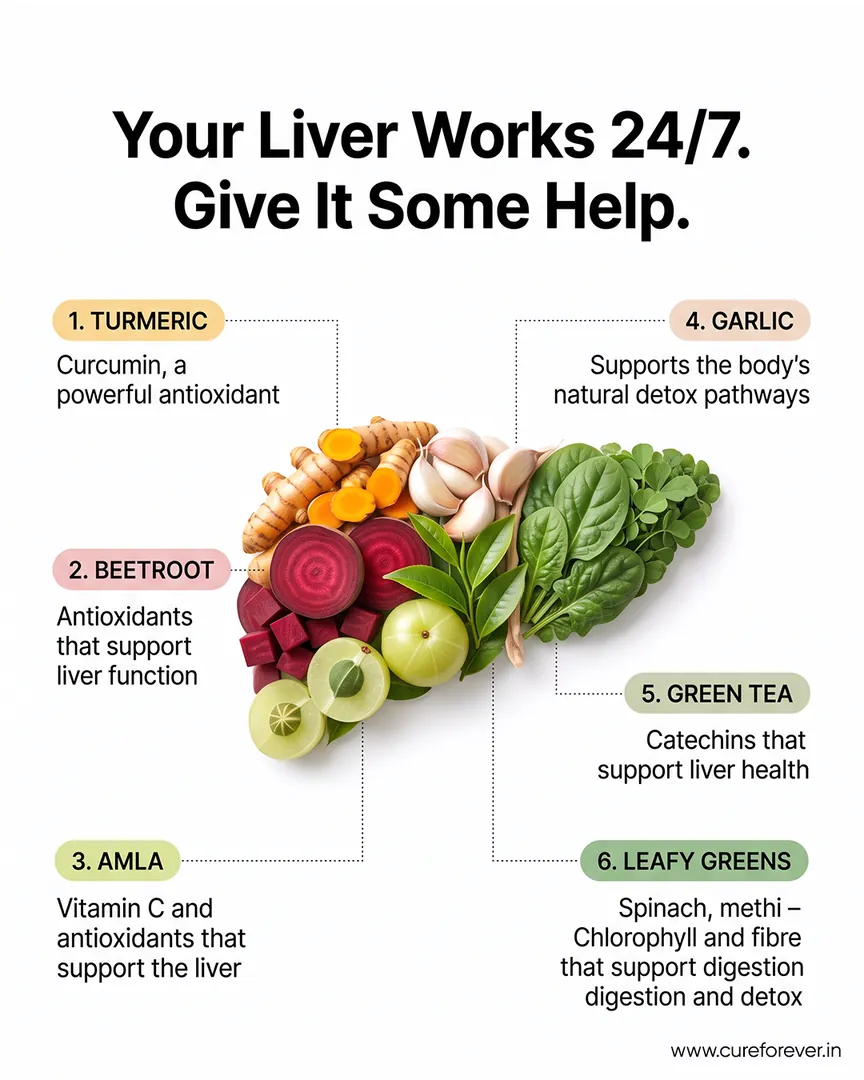 Your Liver Works 24/7.
Give It Some Help.
1. TURMERIC
Curcumin, a
powerful antioxidant
2. BEETROOT
Antioxidants
that support
liver function
3. AMLA
Vitamin C and
antioxidants that
support the liver
4. GARLIC
Supports the body's
natural detox pathways
5. GREEN TEA
Catechins that
support liver health
6. LEAFY GREENS
Spinach, methi –
Chlorophyll and fibre
that support digestion
digestion and detox
www.cureforever.in